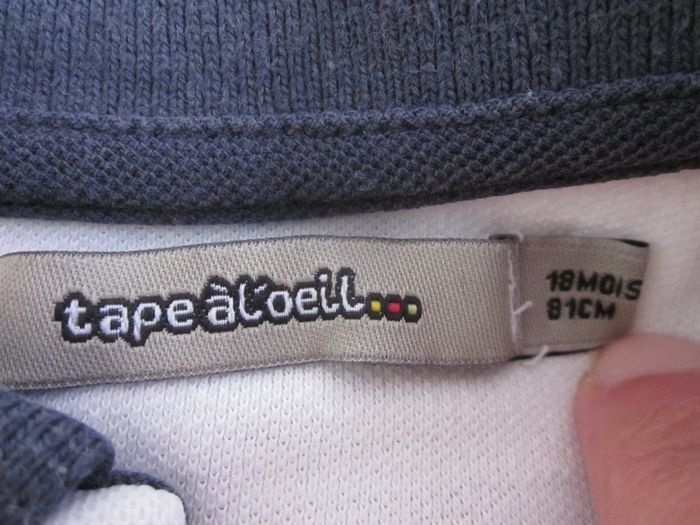 tape à l'oeil...
18MOIS
81CM